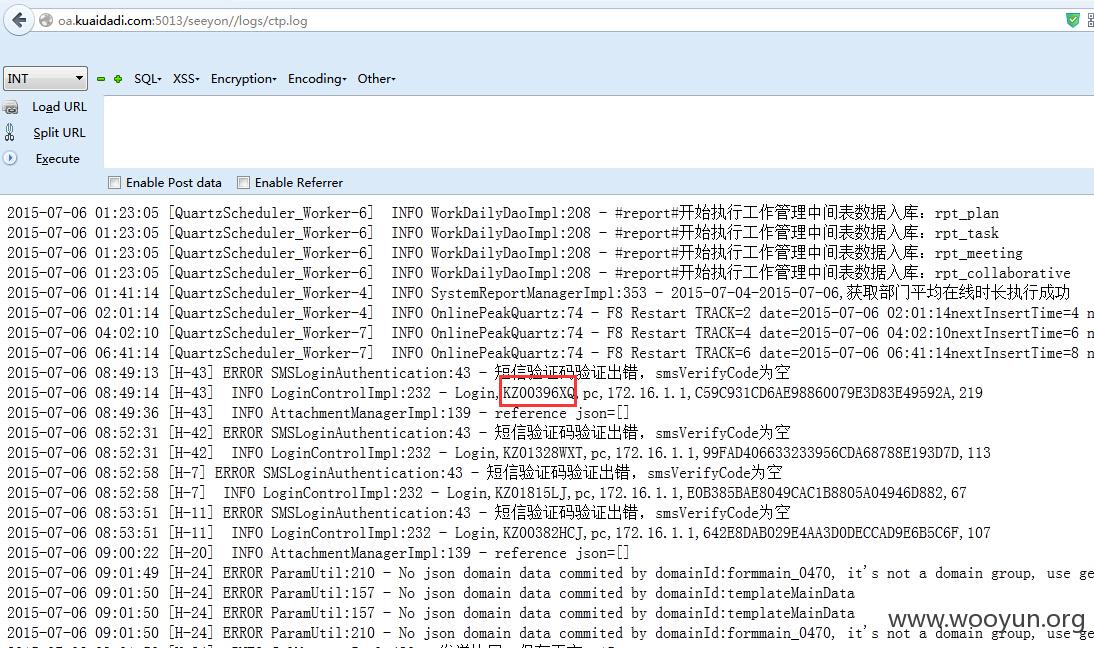 oa.kuaidadi.com:5013/seeyon//logs/ctp.log
INT SQL- XSS- Encryption- Encoding- Other-
Load URL
Split URL
Execute
Enable Post data Enable Referrer
2015-07-06 01:23:05 [QuartzScheduler_Worker-6] INFO WorkDailyDaoImpl:208 - #report#开始执行工作管理中间表数据入库：rpt_plan
2015-07-06 01:23:05 [QuartzScheduler_Worker-6] INFO WorkDailyDaoImpl:208 - #report#开始执行工作管理中间表数据入库：rpt_task
2015-07-06 01:23:05 [QuartzScheduler_Worker-6] INFO WorkDailyDaoImpl:208 - #report#开始执行工作管理中间表数据入库：rpt_meeting
2015-07-06 01:23:05 [QuartzScheduler_Worker-6] INFO WorkDailyDaoImpl:208 - #report#开始执行工作管理中间表数据入库：rpt_collaborative
2015-07-06 01:41:14 [QuartzScheduler_Worker-4] INFO SystemReportManagerImpl:353 - 2015-07-04-2015-07-06,获取部门平均在线时长执行成功
2015-07-06 02:01:14 [QuartzScheduler_Worker-4] INFO OnlinePeakQuartz:74 - F8 Restart TRACK=2 date=2015-07-06 02:01:14nextInsertTime=4 n
2015-07-06 04:02:10 [QuartzScheduler_Worker-7] INFO OnlinePeakQuartz:74 - F8 Restart TRACK=4 date=2015-07-06 04:02:10nextInsertTime=6 n
2015-07-06 06:41:14 [QuartzScheduler_Worker-7] INFO OnlinePeakQuartz:74 - F8 Restart TRACK=6 date=2015-07-06 06:41:14nextInsertTime=8 n
2015-07-06 08:49:13 [H-43] ERROR SMSLoginAuthentication:43 - 短信验证码验证出错，smsVerifyCode为空
2015-07-06 08:49:14 [H-43] INFO LoginControlImpl:232 - Login,KZ00396XQ,pc,172.16.1.1,C59C931CD6AE98860079E3D83E49592A,219
2015-07-06 08:49:36 [H-43] INFO AttachmentManagerImpl:139 - reference json=[]
2015-07-06 08:52:31 [H-42] ERROR SMSLoginAuthentication:43 - 短信验证码验证出错，smsVerifyCode为空
2015-07-06 08:52:31 [H-42] INFO LoginControlImpl:232 - Login,KZ01328WXT,pc,172.16.1.1,99FAD406633233956CDA68788E193D7D,113
2015-07-06 08:52:58 [H-7] ERROR SMSLoginAuthentication:43 - 短信验证码验证出错，smsVerifyCode为空
2015-07-06 08:52:58 [H-7] INFO LoginControlImpl:232 - Login,KZ01815LJ,pc,172.16.1.1,E0B385BAE8049CAC1B8805A04946D882,67
2015-07-06 08:53:51 [H-11] ERROR SMSLoginAuthentication:43 - 短信验证码验证出错，smsVerifyCode为空
2015-07-06 08:53:51 [H-11] INFO LoginControlImpl:232 - Login,KZ00382HCJ,pc,172.16.1.1,642E8DAB029E4AA3D0DECCAD9E6B5C6F,107
2015-07-06 09:00:22 [H-20] INFO AttachmentManagerImpl:139 - reference json=[]
2015-07-06 09:01:49 [H-24] ERROR ParamUtil:210 - No json domain data commited by domainId:formmain_0470, it's not a domain group, use ge
2015-07-06 09:01:50 [H-24] ERROR ParamUtil:157 - No json domain data commited by domainId:templateMainData
2015-07-06 09:01:50 [H-24] ERROR ParamUtil:157 - No json domain data commited by domainId:templateMainData
2015-07-06 09:01:50 [H-24] ERROR ParamUtil:210 - No json domain data commited by domainId:formmain_0470, it's not a domain group, use ge
www.wooyun.org